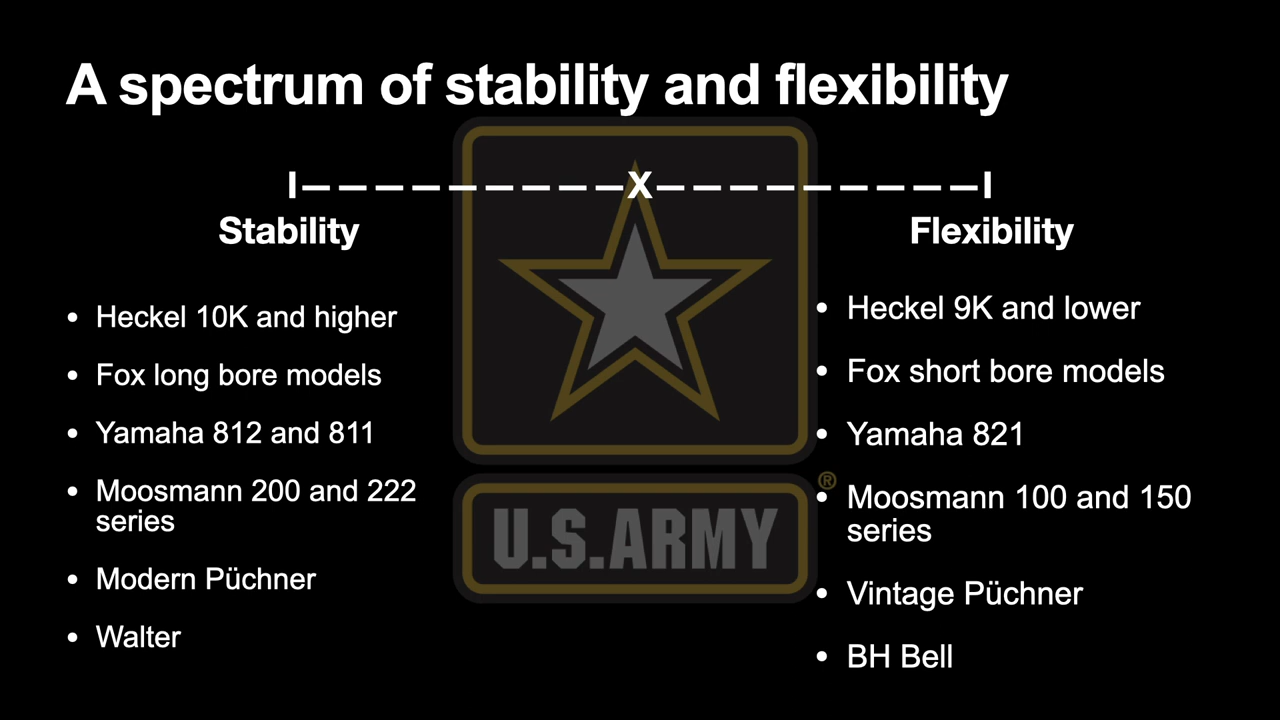 A spectrum of stability and flexibility
I— — — — — — — — —X— — — — — — — — —I
Stability
Flexibility
• Heckel 10K and higher
• Fox long bore models
• Yamaha 812 and 811
• Moosmann 200 and 222
series
• Modern Püchner
• Walter
• Heckel 9K and lower
• Fox short bore models
• Yamaha 821
• Moosmann 100 and 150
series
• Vintage Püchner
• BH Bell
U.S.ARMY
®